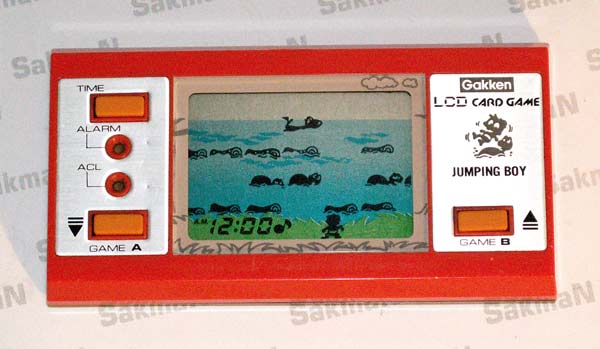 SakmaN SakmaN SakmaN
TIME
ALARM
ACL
GAME A
A.M. 12:00
Gakken
LCD CARD GAME
JUMPING BOY
GAME B
SakmaN SakmaN SakmaN SakmaN